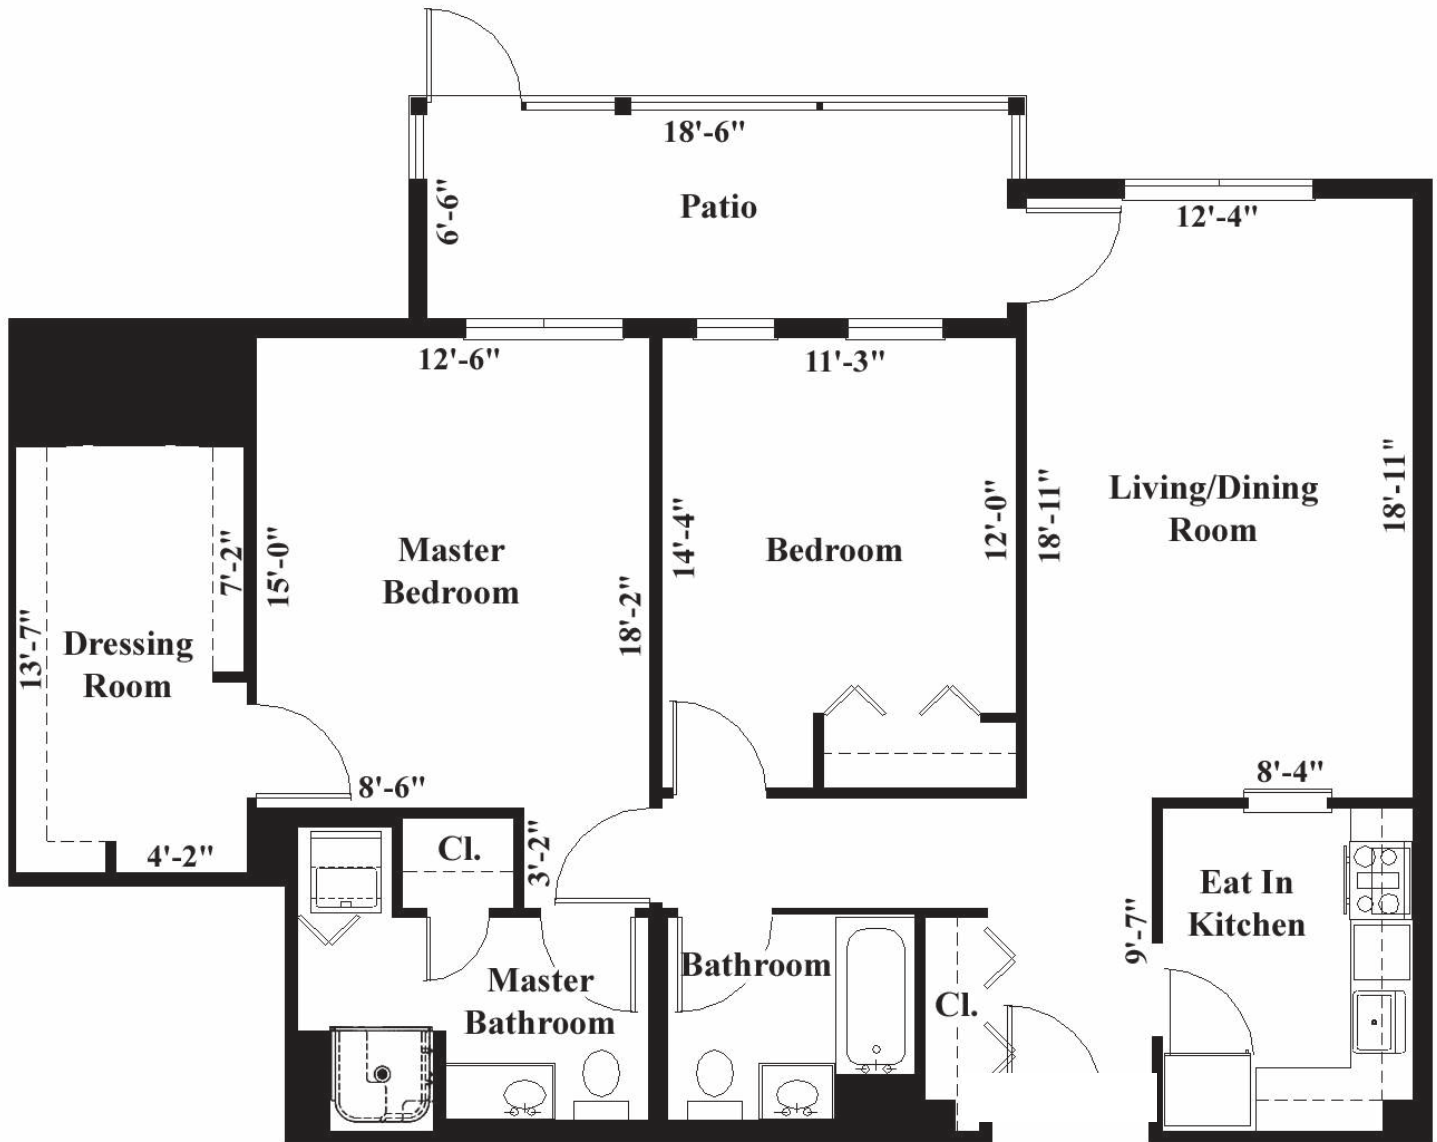 18'-6"
6'-6"
Patio
12'-4"
12'-6"
11'-3"
18'-11"
18'-11"
Living/Dining
Room
12'-0"
14'-4"
Bedroom
15'-0"
Master
Bedroom
18'-2"
7'-2"
13'-7"
Dressing
Room
8'-6"
8'-4"
4'-2"
Cl.
3'-2"
Eat In
Kitchen
9'-7"
Master
Bathroom
Bathroom
Cl.